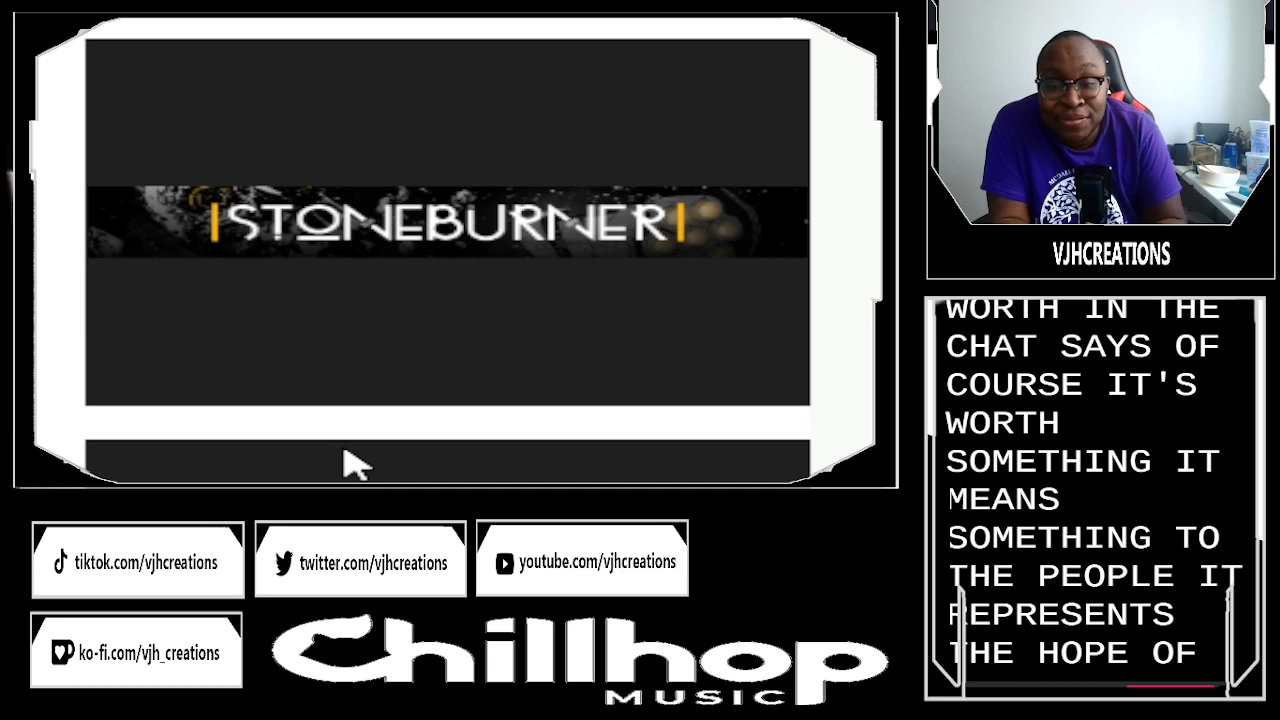 |STONEBURNER|
VJHCREATIONS
WORTH IN THE
CHAT SAYS OF
COURSE IT'S
WORTH
SOMETHING IT
MEANS
SOMETHING TO
THE PEOPLE IT
REPRESENTS
THE HOPE OF
tiktok.com/vjhcreations
twitter.com/vjhcreations
youtube.com/vjhcreations
ko-fi.com/vjh_creations
Chillhop
MUSIC